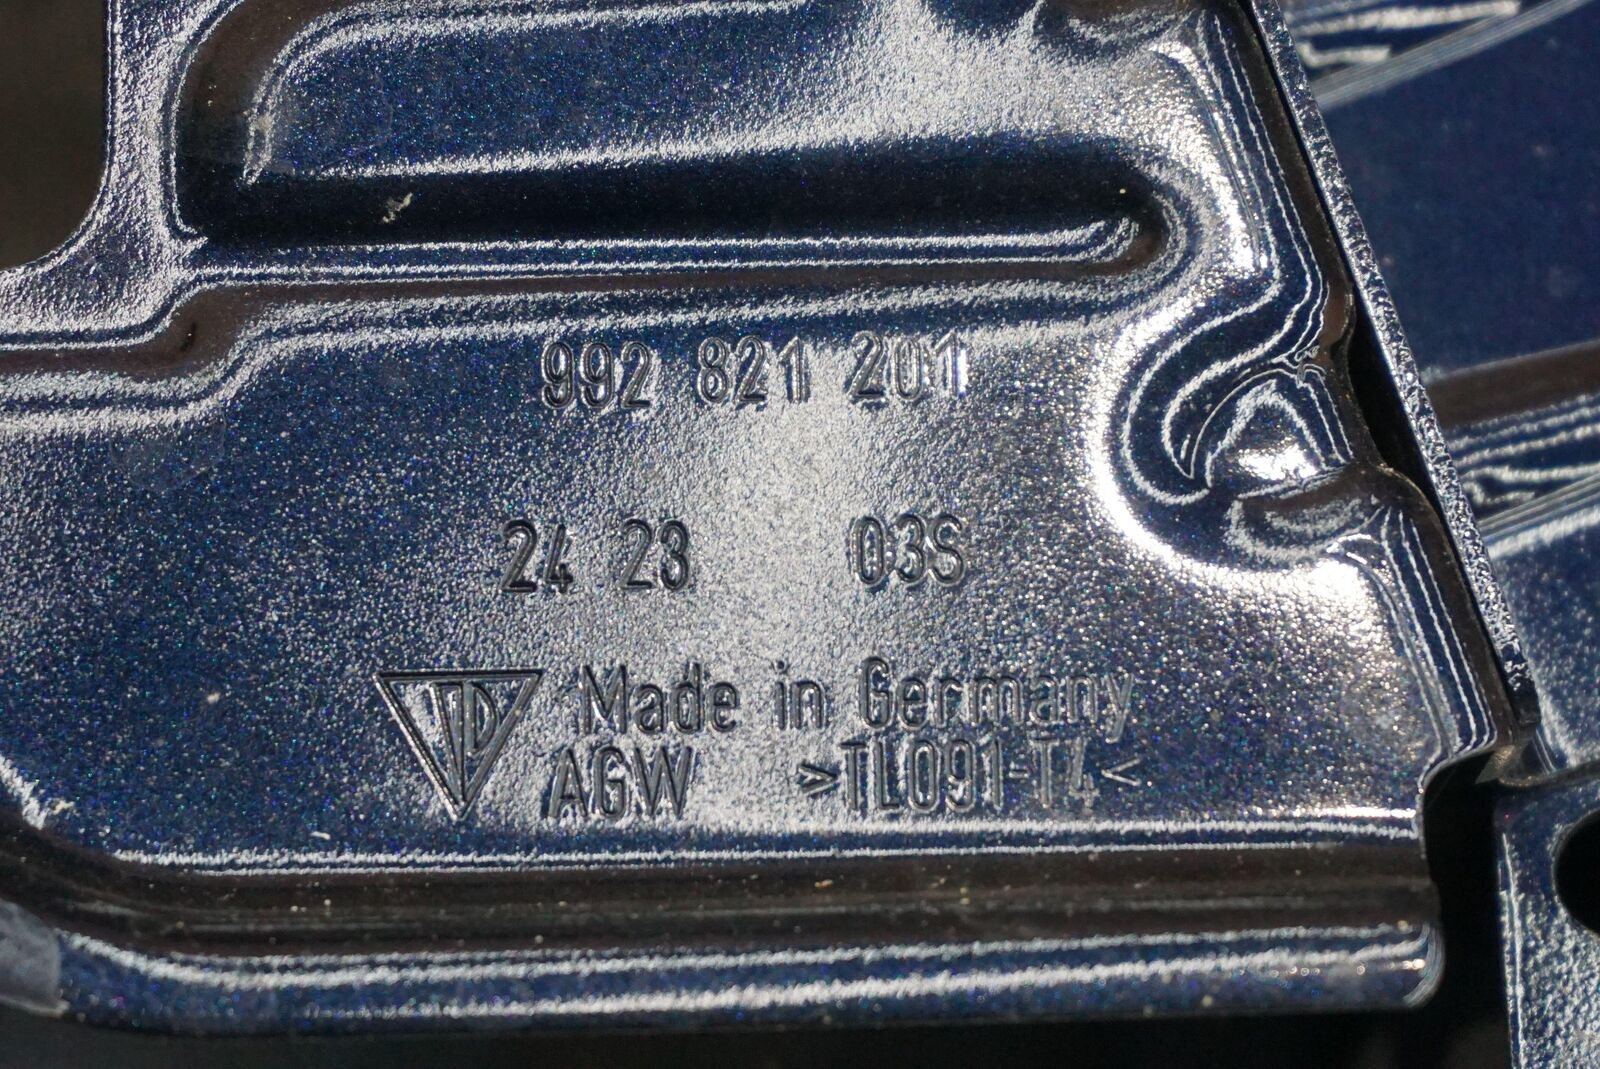 992 821 201
24 23 03S
Made in Germany
AGW >TL091-T4<